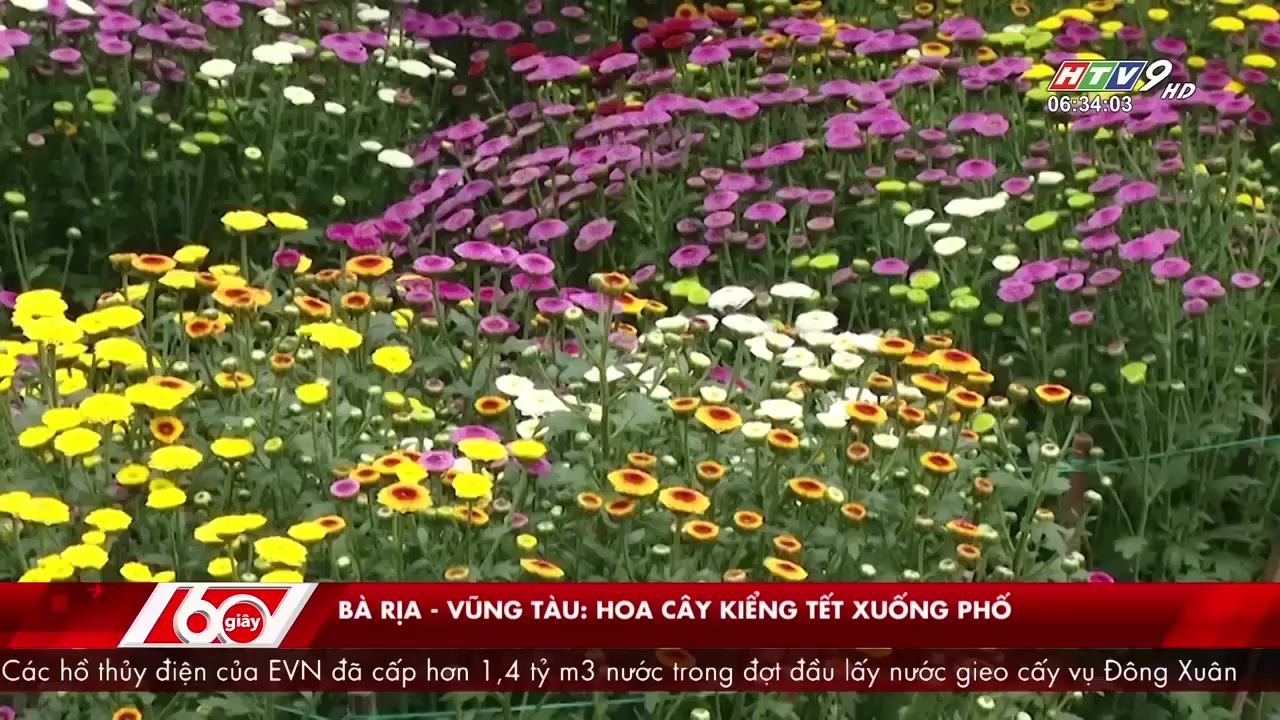 HTV9 HD
06:34:03
60 giây
BÀ RỊA - VŨNG TÀU: HOA CÂY KIỂNG TẾT XUỐNG PHỐ
Các hồ thủy điện của EVN đã cấp hơn 1,4 tỷ m3 nước trong đợt đầu lấy nước gieo cấy vụ Đông Xuân